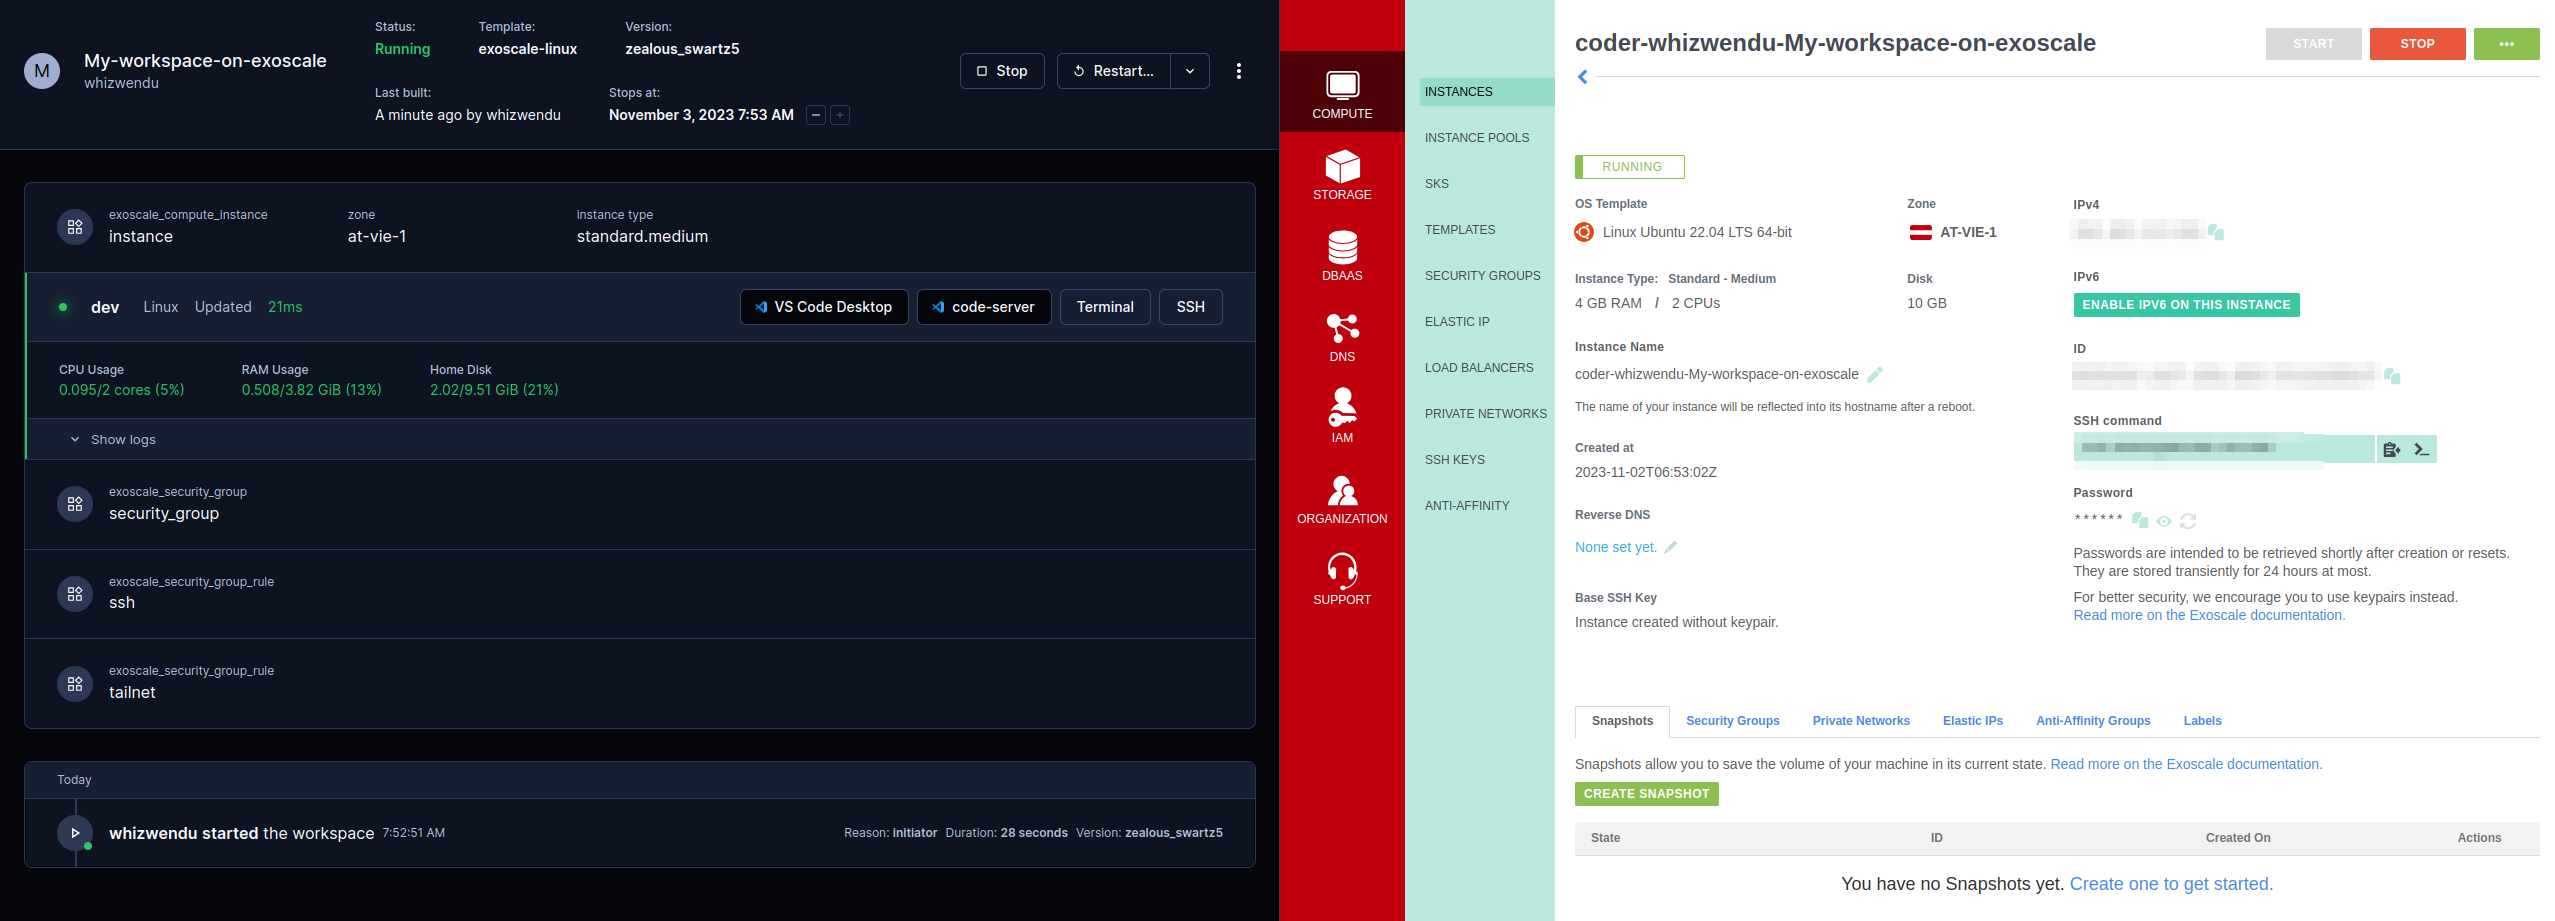 M
My-workspace-on-exoscale
whizwendu
Status:
Running
Template:
exoscale-linux
Version:
zealous_swartz5
Last built:
A minute ago by whizwendu
Stops at:
November 3, 2023 7:53 AM
Stop
Restart...
exoscale_compute_instance
instance
zone
at-vie-1
instance type
standard.medium
dev
Linux
Updated
21ms
VS Code Desktop
code-server
Terminal
SSH
CPU Usage
0.095/2 cores (5%)
RAM Usage
0.508/3.82 GiB (13%)
Home Disk
2.02/9.51 GiB (21%)
Show logs
exoscale_security_group
security_group
exoscale_security_group_rule
ssh
exoscale_security_group_rule
tailnet
Today
whizwendu started the workspace 7:52:51 AM
Reason: initiator Duration: 28 seconds Version: zealous_swartz5
COMPUTE
STORAGE
DBAAS
DNS
IAM
ORGANIZATION
SUPPORT
INSTANCES
INSTANCE POOLS
SKS
TEMPLATES
SECURITY GROUPS
ELASTIC IP
LOAD BALANCERS
PRIVATE NETWORKS
SSH KEYS
ANTI-AFFINITY
coder-whizwendu-My-workspace-on-exoscale
START
STOP
RUNNING
OS Template
Linux Ubuntu 22.04 LTS 64-bit
Zone
AT-VIE-1
IPv4
Instance Type: Standard - Medium
4 GB RAM / 2 CPUs
Disk
10 GB
IPv6
ENABLE IPV6 ON THIS INSTANCE
Instance Name
coder-whizwendu-My-workspace-on-exoscale
The name of your instance will be reflected into its hostname after a reboot.
ID
Created at
2023-11-02T06:53:02Z
SSH command
Reverse DNS
None set yet.
Password
******
Passwords are intended to be retrieved shortly after creation or resets.
They are stored transiently for 24 hours at most.
For better security, we encourage you to use keypairs instead.
Read more on the Exoscale documentation.
Base SSH Key
Instance created without keypair.
Snapshots
Security Groups
Private Networks
Elastic IPs
Anti-Affinity Groups
Labels
Snapshots allow you to save the volume of your machine in its current state. Read more on the Exoscale documentation.
CREATE SNAPSHOT
State
ID
Created On
Actions
You have no Snapshots yet. Create one to get started.